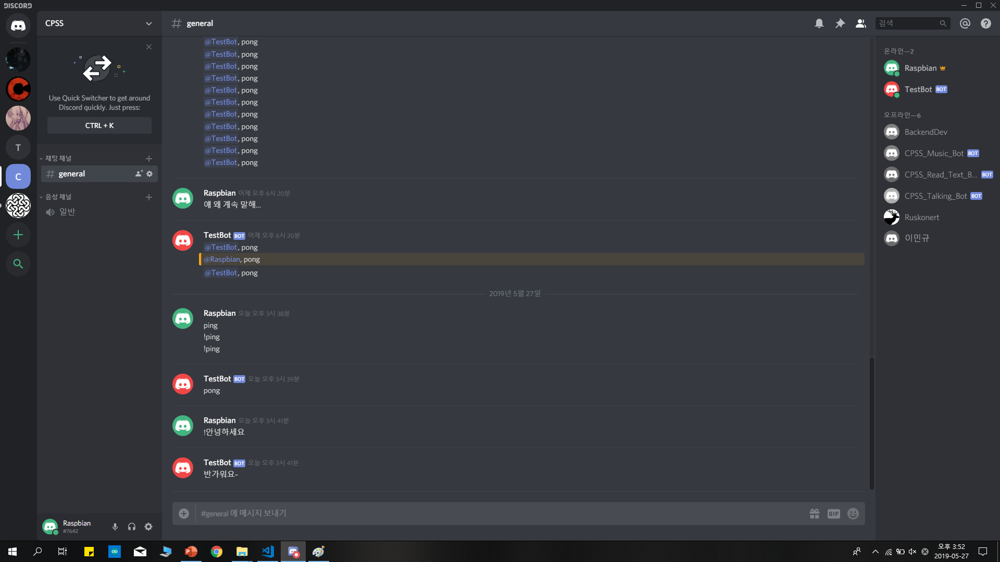 DISCORD
CPSS
Use Quick Switcher to get around
Discord quickly. Just press:
CTRL + K
채팅 채널
general
음성 채널
일반
T
C
Raspbian
#7642
general
검색
@TestBot, pong
@TestBot, pong
@TestBot, pong
@TestBot, pong
@TestBot, pong
@TestBot, pong
@TestBot, pong
@TestBot, pong
@TestBot, pong
@TestBot, pong
@TestBot, pong
Raspbian 어제 오후 6시 20분
얘 왜 계속 말해...
TestBot BOT 어제 오후 6시 20분
@TestBot, pong
@Raspbian, pong
@TestBot, pong
2019년 5월 27일
Raspbian 오늘 오후 3시 38분
ping
!ping
!ping
TestBot BOT 오늘 오후 3시 39분
pong
Raspbian 오늘 오후 3시 41분
!안녕하세요
TestBot BOT 오늘 오후 3시 41분
반가워요~
#general 에 메시지 보내기
GIF
온라인—2
Raspbian
TestBot BOT
오프라인—6
BackendDev
CPSS_Music_Bot BOT
CPSS_Read_Text_B... BOT
CPSS_Talking_Bot BOT
Ruskonert
이민규
오후 3:52
2019-05-27